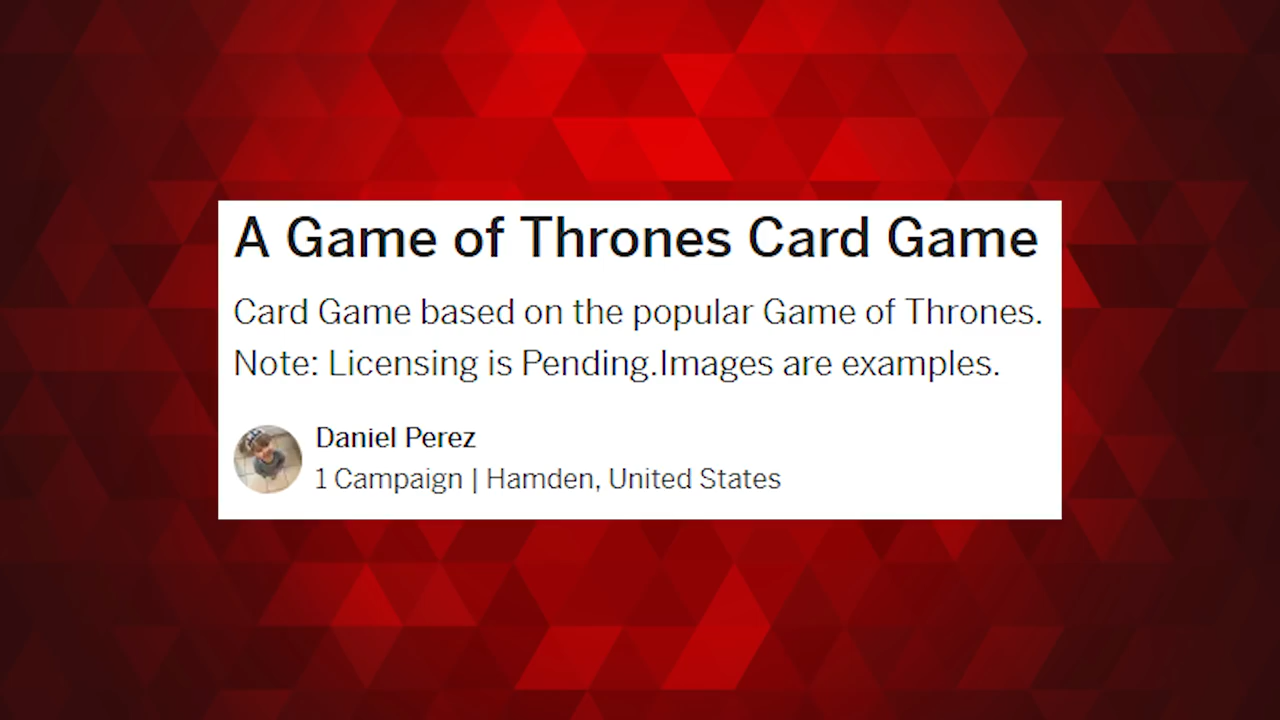 A Game of Thrones Card Game
Card Game based on the popular Game of Thrones.
Note: Licensing is Pending.Images are examples.
Daniel Perez
1 Campaign | Hamden, United States